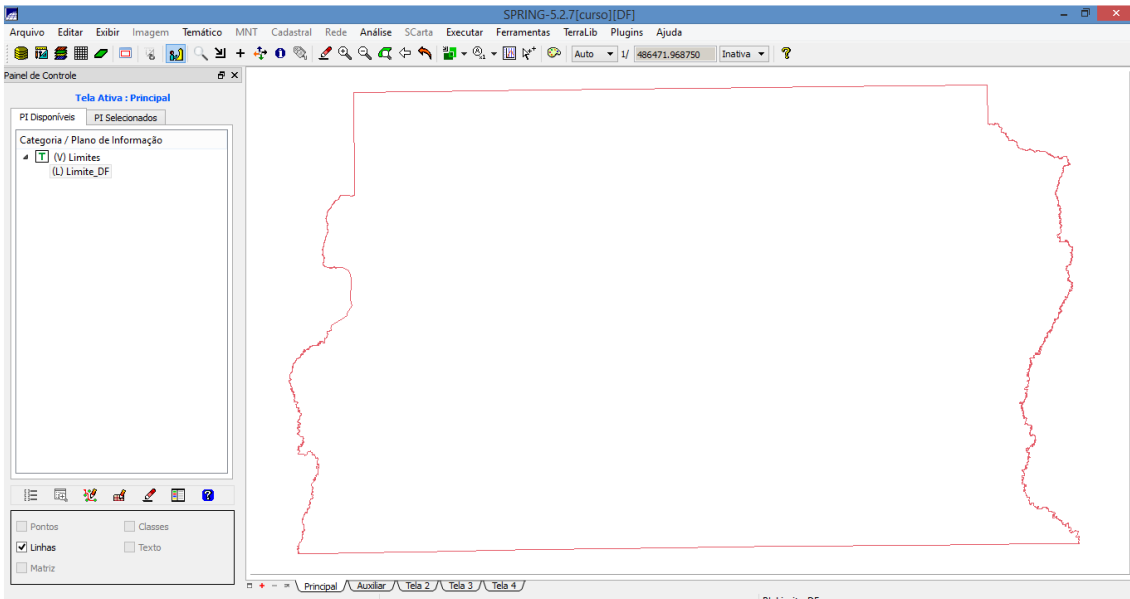 SPRING-5.2.7[curso][DF]
Arquivo Editar Exibir Imagem Temático MNT Cadastral Rede Análise SCarta Executar Ferramentas TerraLib Plugins Ajuda
Auto 1/ 486471.968750 Inativa
Painel de Controle
Tela Ativa : Principal
PI Disponíveis PI Selecionados
Categoria / Plano de Informação
T (V) Limites
(L) Limite_DF
Pontos Classes
Linhas Texto
Matriz
Principal Auxiliar Tela 2 Tela 3 Tela 4